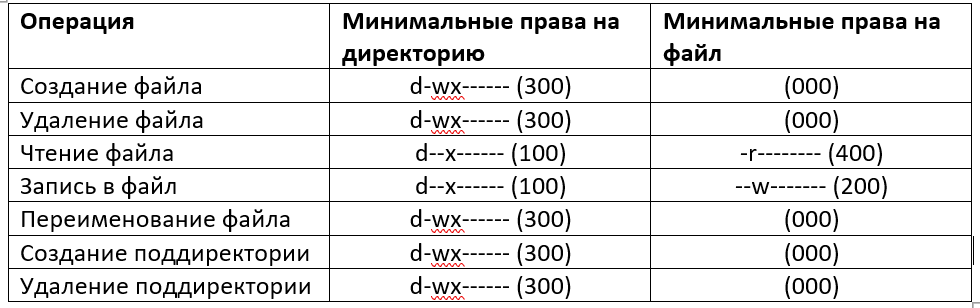 Операция Минимальные права на директорию Минимальные права на файл
Создание файла d-wx------ (300) (000)
Удаление файла d-wx------ (300) (000)
Чтение файла d--x------ (100) -r-------- (400)
Запись в файл d--x------ (100) --w------- (200)
Переименование файла d-wx------ (300) (000)
Создание поддиректории d-wx------ (300) (000)
Удаление поддиректории d-wx------ (300) (000)